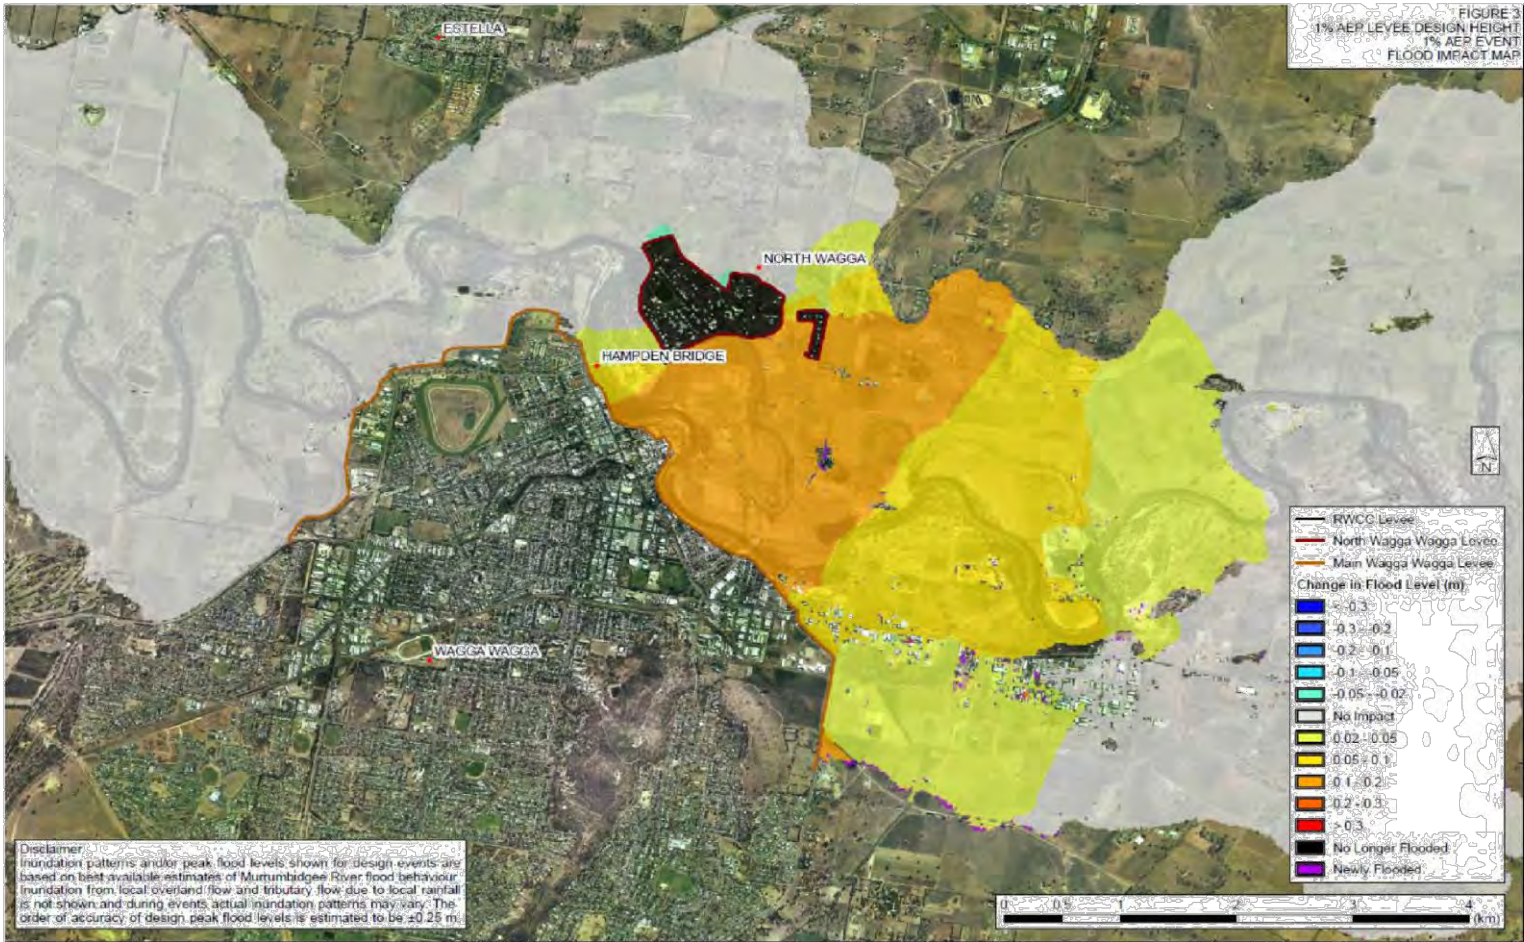 FIGURE 3
1% AEP LEVEE DESIGN HEIGHT
1% AEP EVENT
FLOOD IMPACT MAP
ESTELLA
NORTH WAGGA
HAMPDEN BRIDGE
WAGGA WAGGA
N
RWCC Levee
North Wagga Wagga Levee
Main Wagga Wagga Levee
Change in Flood Level (m)
< -0.3
-0.3 - -0.2
-0.2 - -0.1
-0.1 - -0.05
-0.05 - -0.02
No Impact
0.02 - 0.05
0.05 - 0.1
0.1 - 0.2
0.2 - 0.3
> 0.3
No Longer Flooded
Newly Flooded
Disclaimer
Inundation patterns and/or peak flood levels shown for design events are
based on best available estimates of Murrumbidgee River flood behaviour.
Inundation from local overland flow and tributary flow due to local rainfall
is not shown and during events actual inundation patterns may vary. The
order of accuracy of design peak flood levels is estimated to be ±0.25 m.
0 0.5 1 2 3 4
(km)